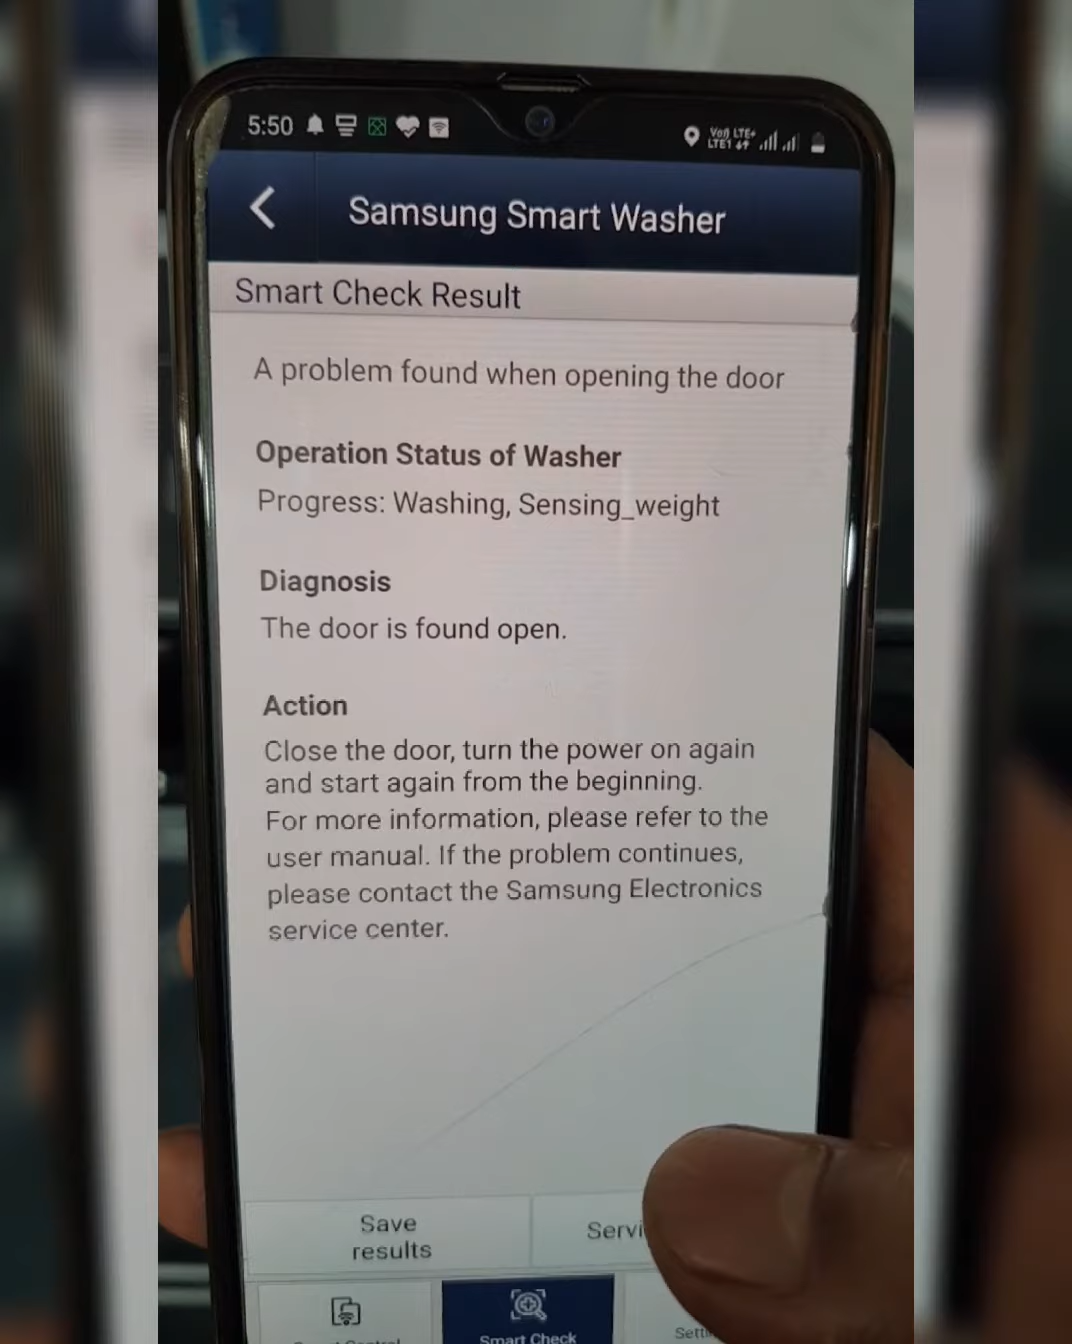 5:50
Samsung Smart Washer
Smart Check Result
A problem found when opening the door
Operation Status of Washer
Progress: Washing, Sensing_weight
Diagnosis
The door is found open.
Action
Close the door, turn the power on again
and start again from the beginning.
For more information, please refer to the
user manual. If the problem continues,
please contact the Samsung Electronics
service center.
Save
results
Servi
Smart Check
Setti